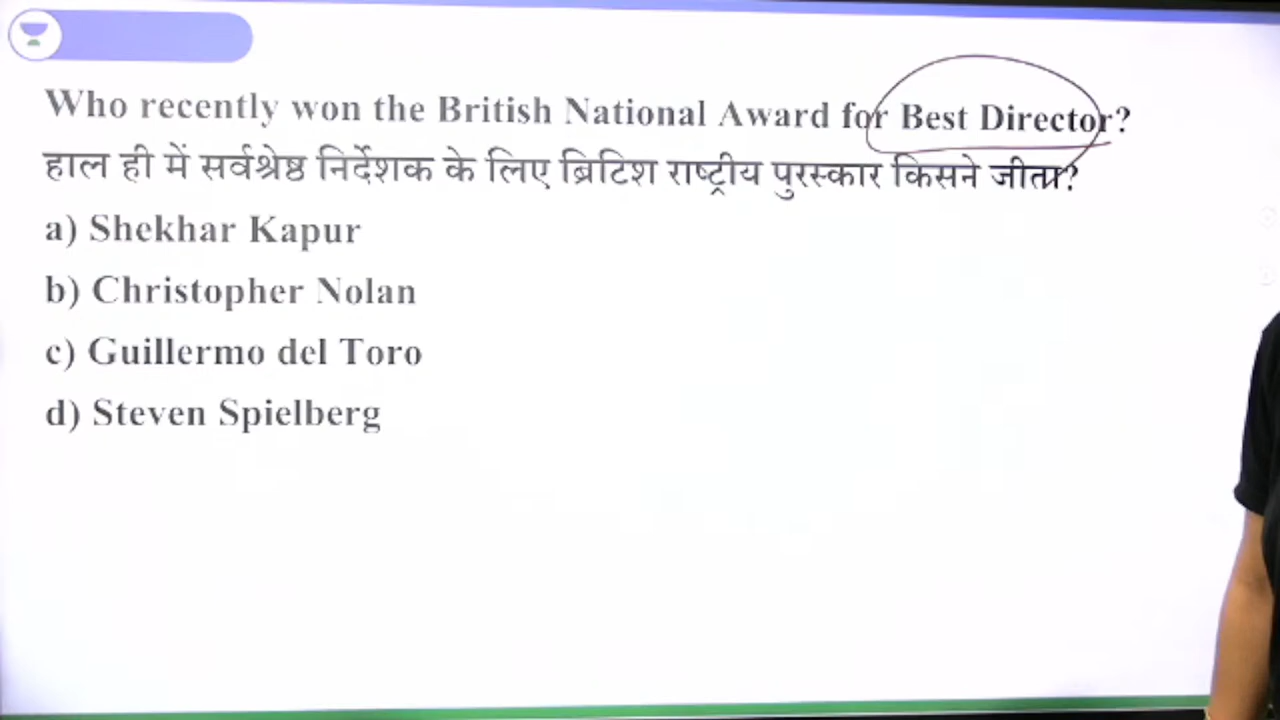 Who recently won the British National Award for Best Director?
हाल ही में सर्वश्रेष्ठ निर्देशक के लिए ब्रिटिश राष्ट्रीय पुरस्कार किसने जीता?
a) Shekhar Kapur
b) Christopher Nolan
c) Guillermo del Toro
d) Steven Spielberg